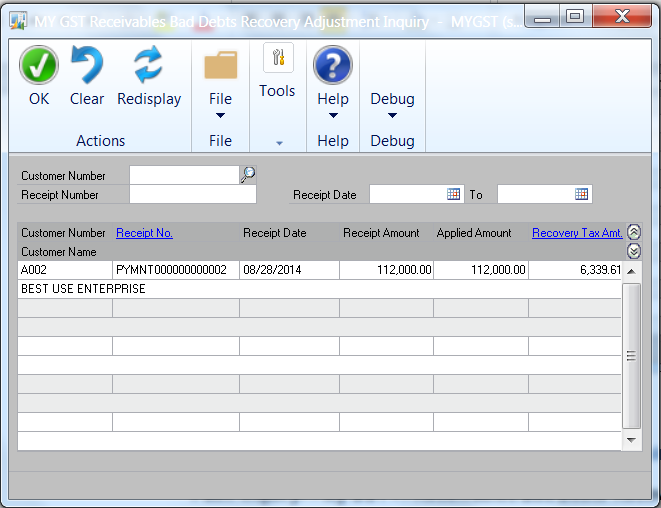 MY GST Receivables Bad Debts Recovery Adjustment Inquiry - MYGST (s...
OK Clear Redisplay File Tools Help Debug
Actions File Help Debug
Customer Number
Receipt Number Receipt Date To
Customer Number Receipt No. Receipt Date Receipt Amount Applied Amount Recovery Tax Amt.
Customer Name
A002 PYMNT000000000002 08/28/2014 112,000.00 112,000.00 6,339.61
BEST USE ENTERPRISE